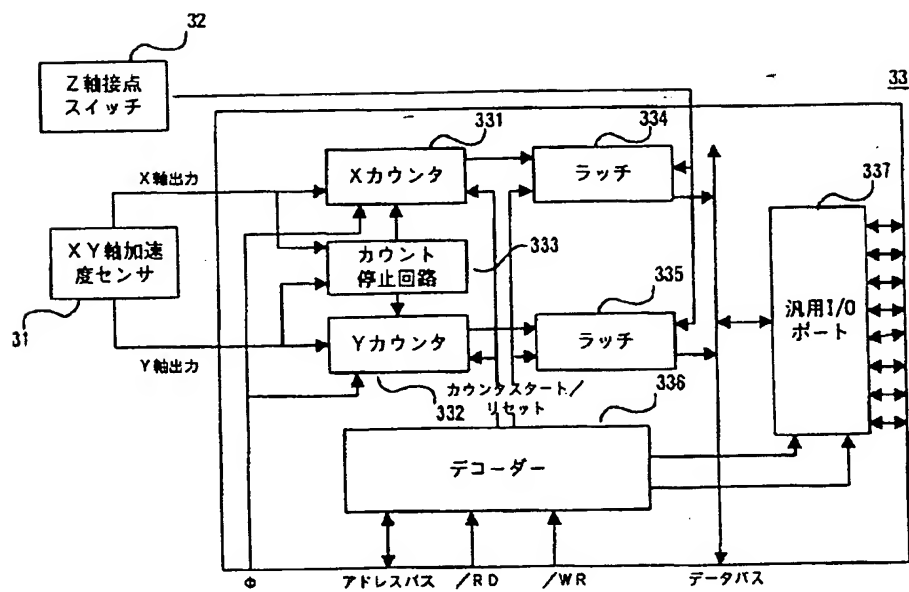 32
Z軸接点
スイッチ
33
331
334
337
X軸出力
Xカウンタ
ラッチ
XY軸加速
度センサ
31
カウント
停止回路
333
335
汎用I/O
ポート
Y軸出力
Yカウンタ
ラッチ
332
カウンタスタート/
リセット
336
デコーダー
Φ
アドレスバス
/RD
/WR
データバス